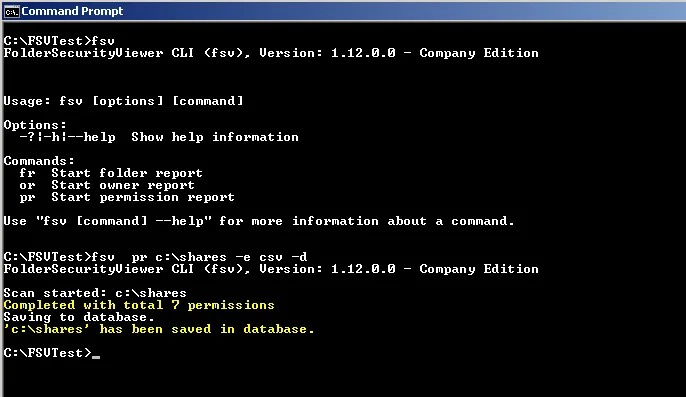 Command Prompt
C:\FSVTest>fsv
FolderSecurityViewer CLI (fsv), Version: 1.12.0.0 - Company Edition
Usage: fsv [options] [command]
Options:
-?|-h|--help  Show help information
Commands:
fr  Start folder report
or  Start owner report
pr  Start permission report
Use "fsv [command] --help" for more information about a command.
C:\FSVTest>fsv  pr c:\shares -e csv -d
FolderSecurityViewer CLI (fsv), Version: 1.12.0.0 - Company Edition
Scan started: c:\shares
Completed with total 7 permissions
Saving to database.
'c:\shares' has been saved in database.
C:\FSVTest>_